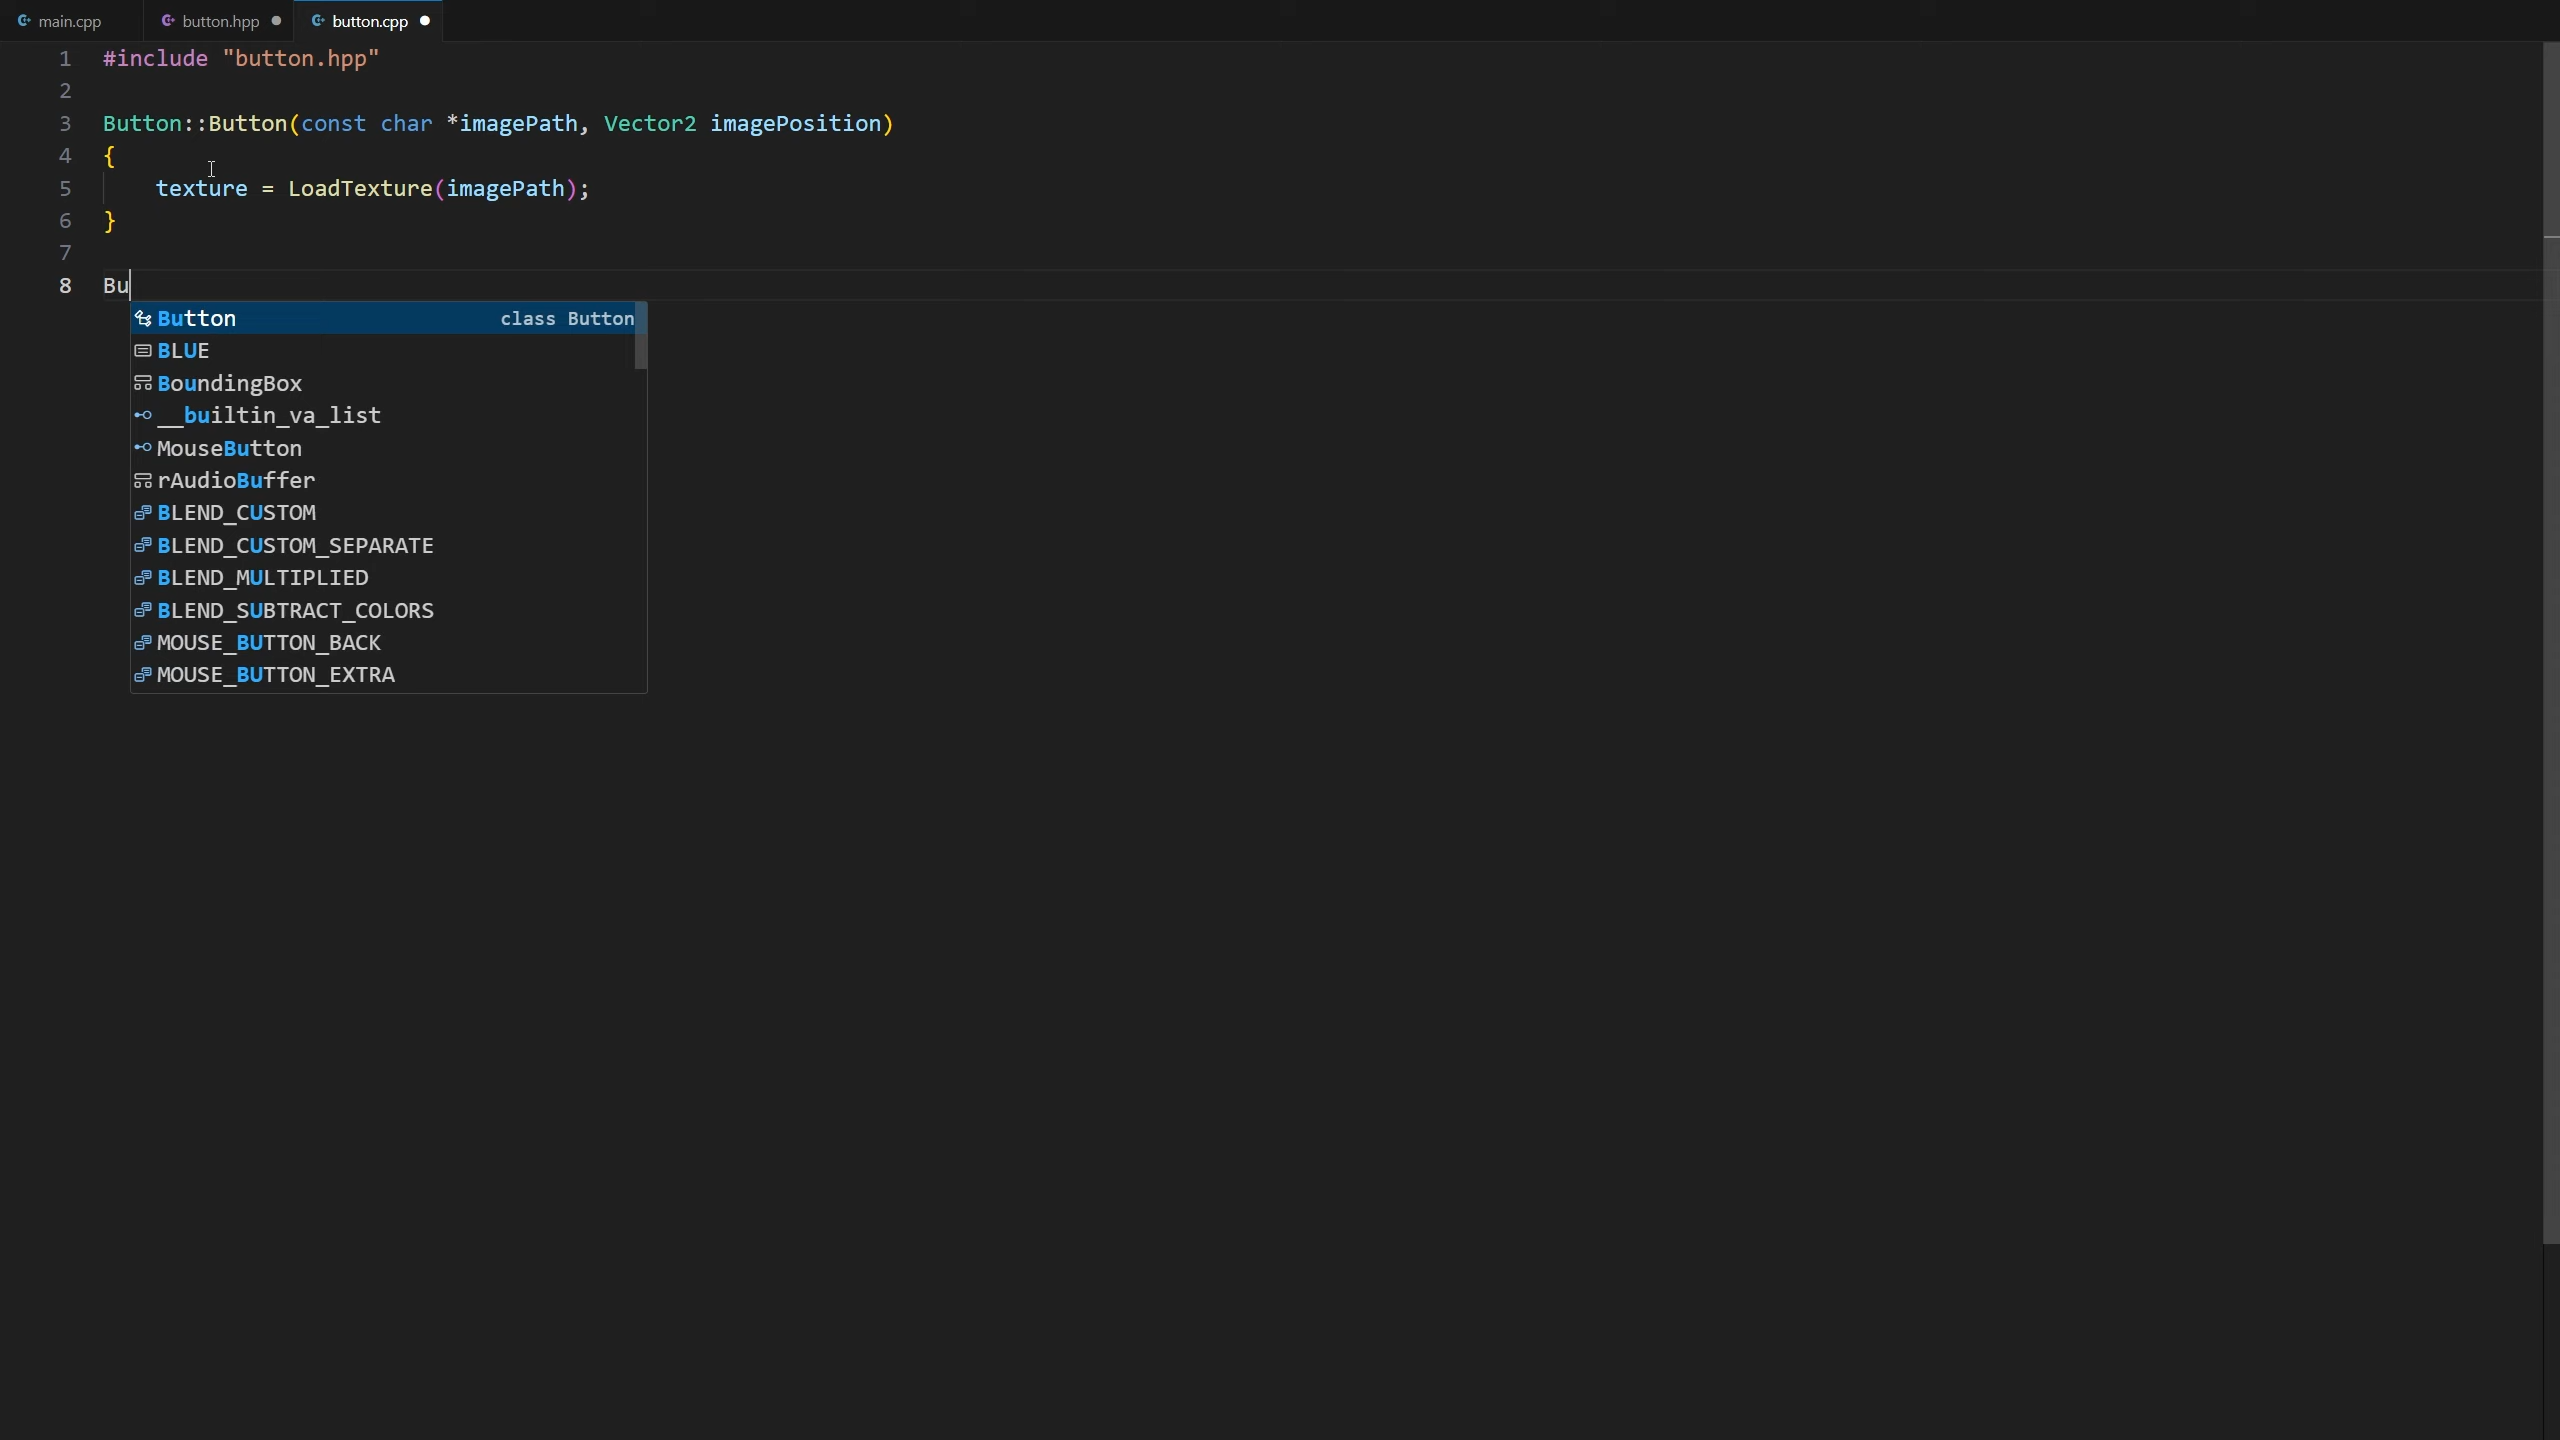 main.cpp button.hpp button.cpp
1 #include "button.hpp"
2
3 Button::Button(const char *imagePath, Vector2 imagePosition)
4 {
5 texture = LoadTexture(imagePath);
6 }
7
8 Bu
Button class Button
BLUE
BoundingBox
__builtin_va_list
MouseButton
rAudioBuffer
BLEND_CUSTOM
BLEND_CUSTOM_SEPARATE
BLEND_MULTIPLIED
BLEND_SUBTRACT_COLORS
MOUSE_BUTTON_BACK
MOUSE_BUTTON_EXTRA